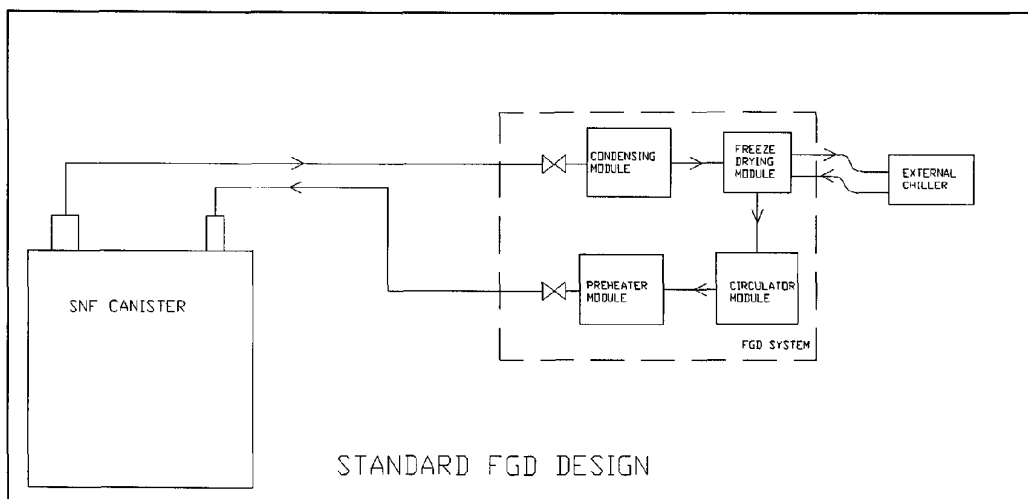 CONDENSING
MODULE
FREEZE
DRYING
MODULE
EXTERNAL
CHILLER
SNF CANISTER
PREHEATER
MODULE
CIRCULATOR
MODULE
FGD SYSTEM
STANDARD FGD DESIGN